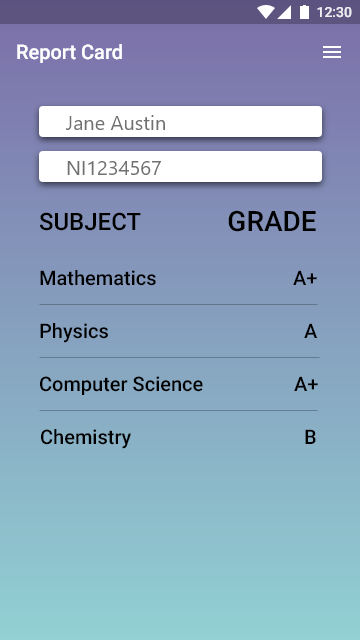 12:30
Report Card
Jane Austin
NI1234567
SUBJECT GRADE
Mathematics A+
Physics A
Computer Science A+
Chemistry B